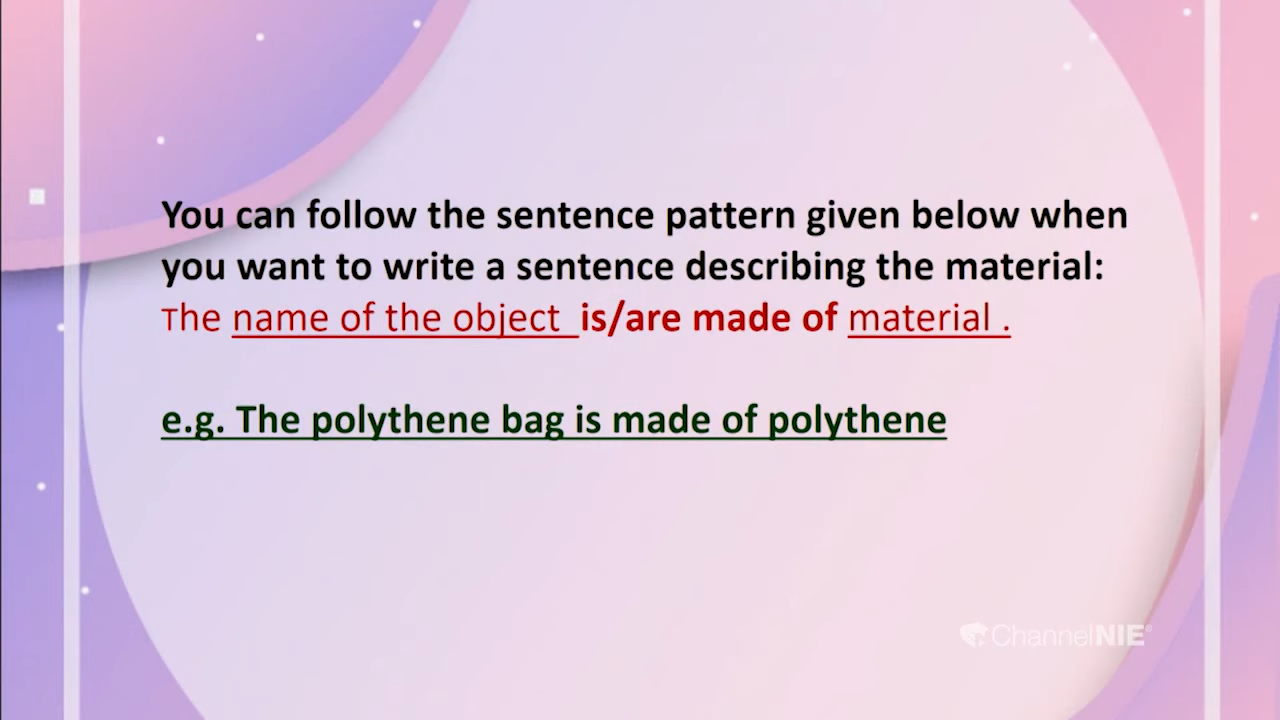 You can follow the sentence pattern given below when
you want to write a sentence describing the material:
The name of the object is/are made of material .
e.g. The polythene bag is made of polythene
ChannelNIE